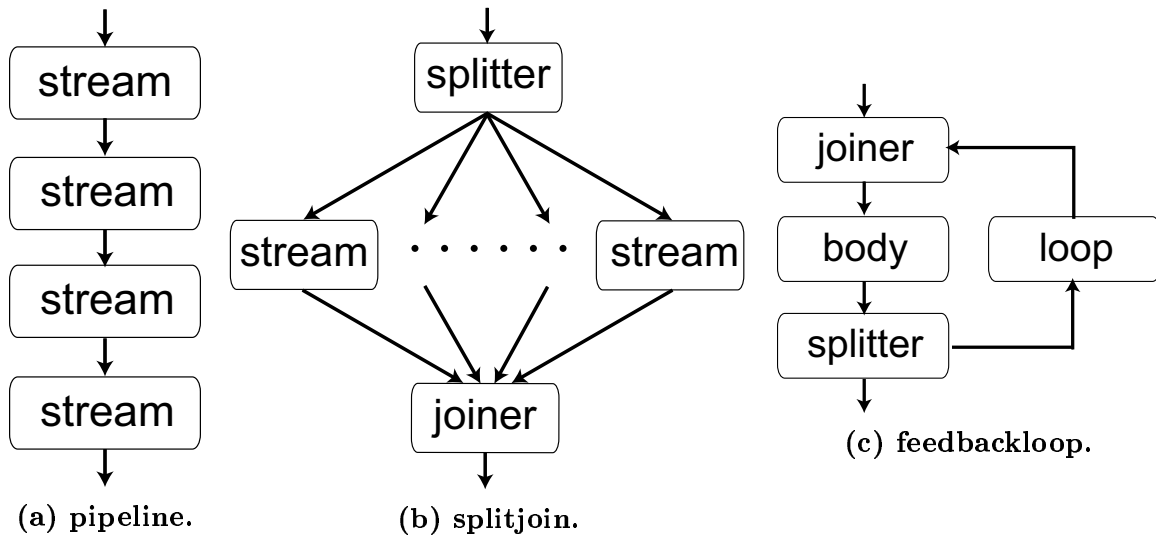 stream
stream
stream
stream
(a) pipeline.
splitter
stream . . . . . . stream
joiner
(b) splitjoin.
joiner
body loop
splitter
(c) feedbackloop.